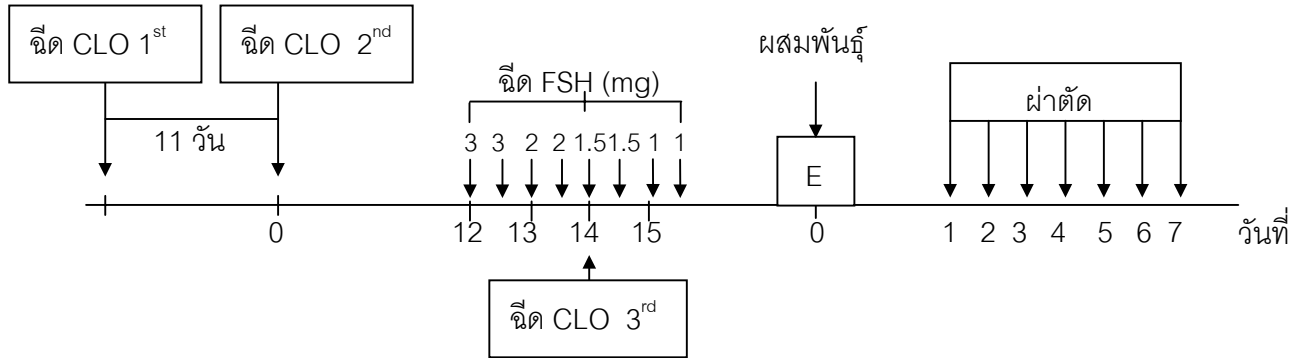 ฉีด CLO 1st
ฉีด CLO 2nd
11 วัน
ฉีด FSH (mg)
3 3 2 2 1.5 1.5 1 1
ผสมพันธุ์
E
ผ่าตัด
0 12 13 14 15 0 1 2 3 4 5 6 7 วันที่
ฉีด CLO 3rd